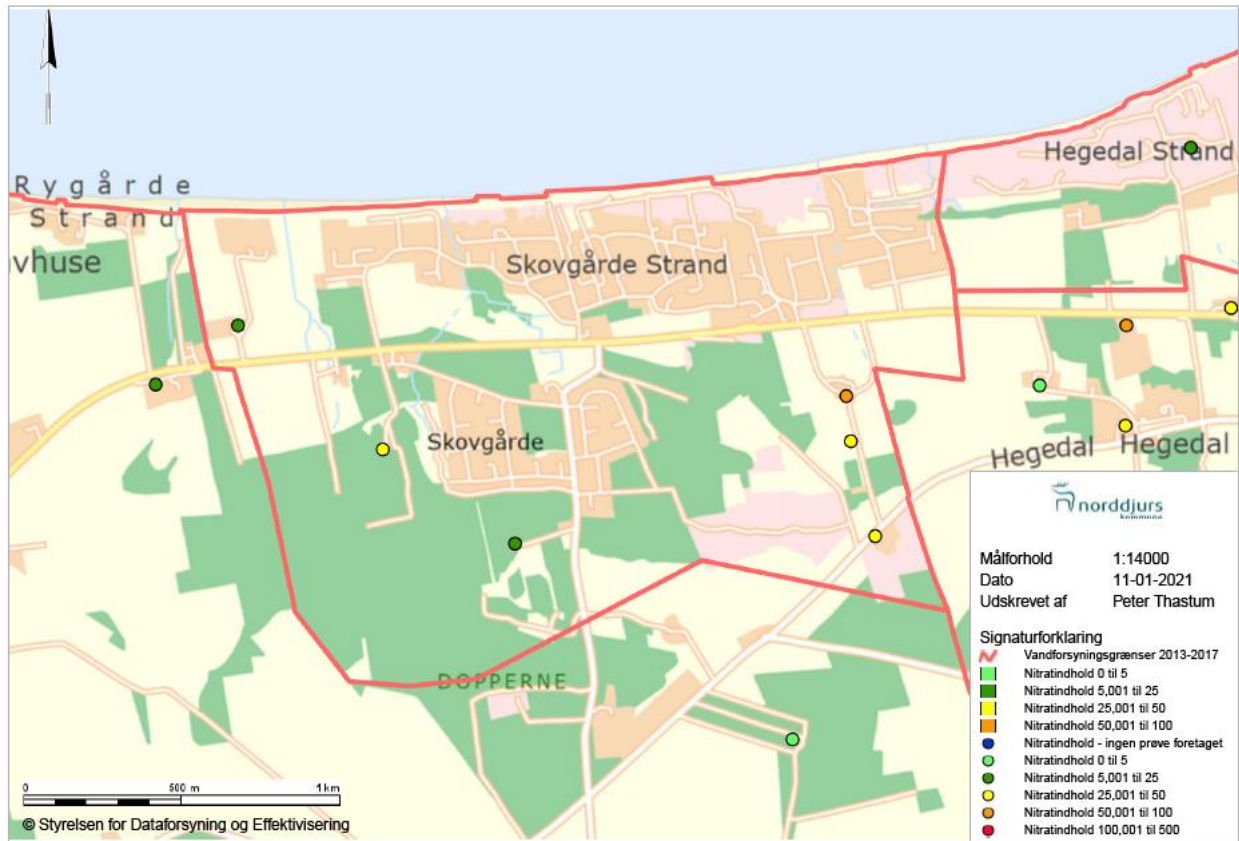 Rygårde
Strand
avhuse
Hegedal Strand
Skovgårde Strand
Skovgårde
Hegedal
Hegedal
DOPPERNE
norddjurs
kommune
Målforhold 1:14000
Dato 11-01-2021
Udskrevet af Peter Thastum
Signaturforklaring
Vandforsyningsgrænser 2013-2017
Nitratindhold 0 til 5
Nitratindhold 5,001 til 25
Nitratindhold 25,001 til 50
Nitratindhold 50,001 til 100
Nitratindhold - ingen prøve foretaget
Nitratindhold 0 til 5
Nitratindhold 5,001 til 25
Nitratindhold 25,001 til 50
Nitratindhold 50,001 til 100
Nitratindhold 100,001 til 500
0 500 m 1 km
© Styrelsen for Dataforsyning og Effektivisering